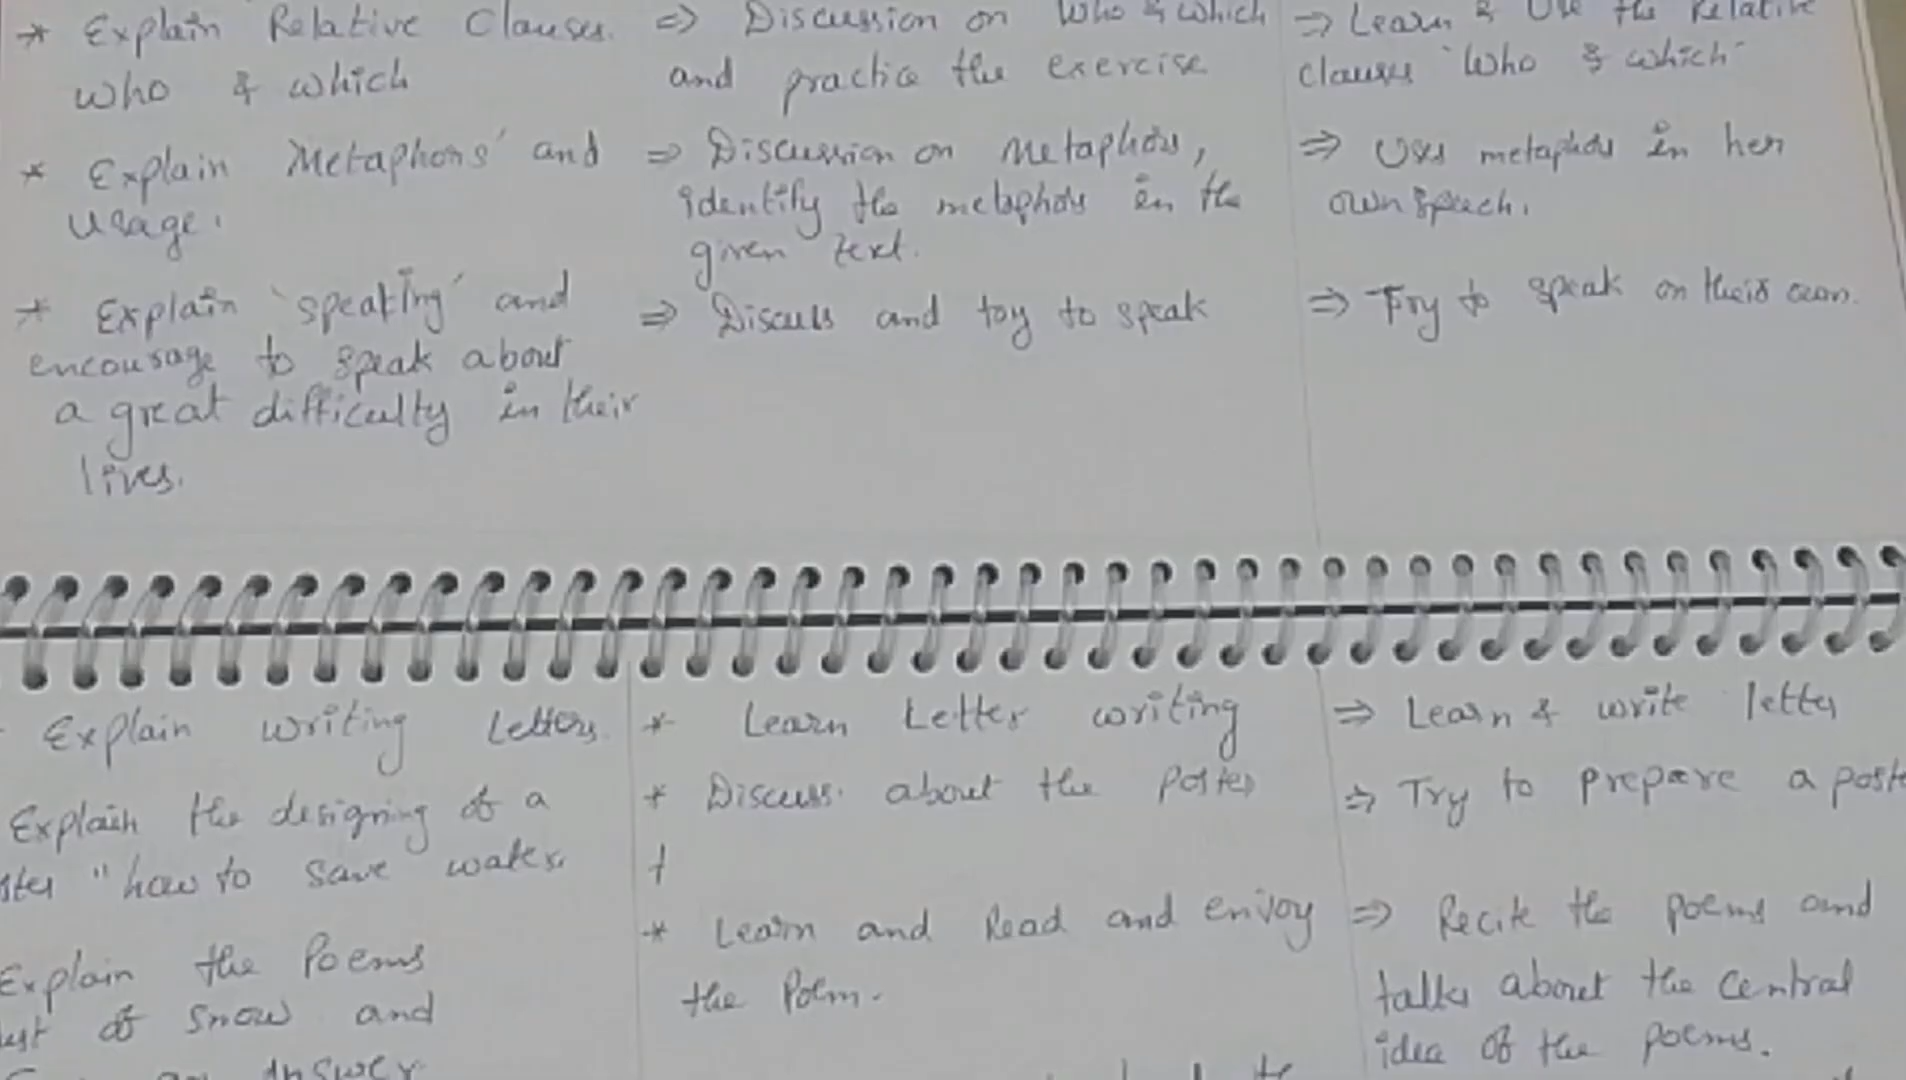 * Explain Relative Clauses.
who & which
* Explain Metaphors' and
usage.
* Explain 'speaking' and
encourage to speak about
a great difficulty in their
lives.
=> Discussion on who & which
and practice the exercise
=> Discussion on Metaphors,
identify the metaphors in the
given text.
=> Discuss and try to speak
=> Learn & Use the Relative
clauses 'who & which'
=> Uses metaphors in her
own speech.
=> Try to speak on their own.
Explain writing Letters.
Explain the designing of a
"how to save water.
Explain the Poems
of snow and
Answer
* Learn Letter writing
* Discuss about the poster
*
* Learn and Read and enjoy
the Poem.
=> Learn & write letter
=> Try to prepare a
=> Recite the poems and
talks about the central
idea of the poems.